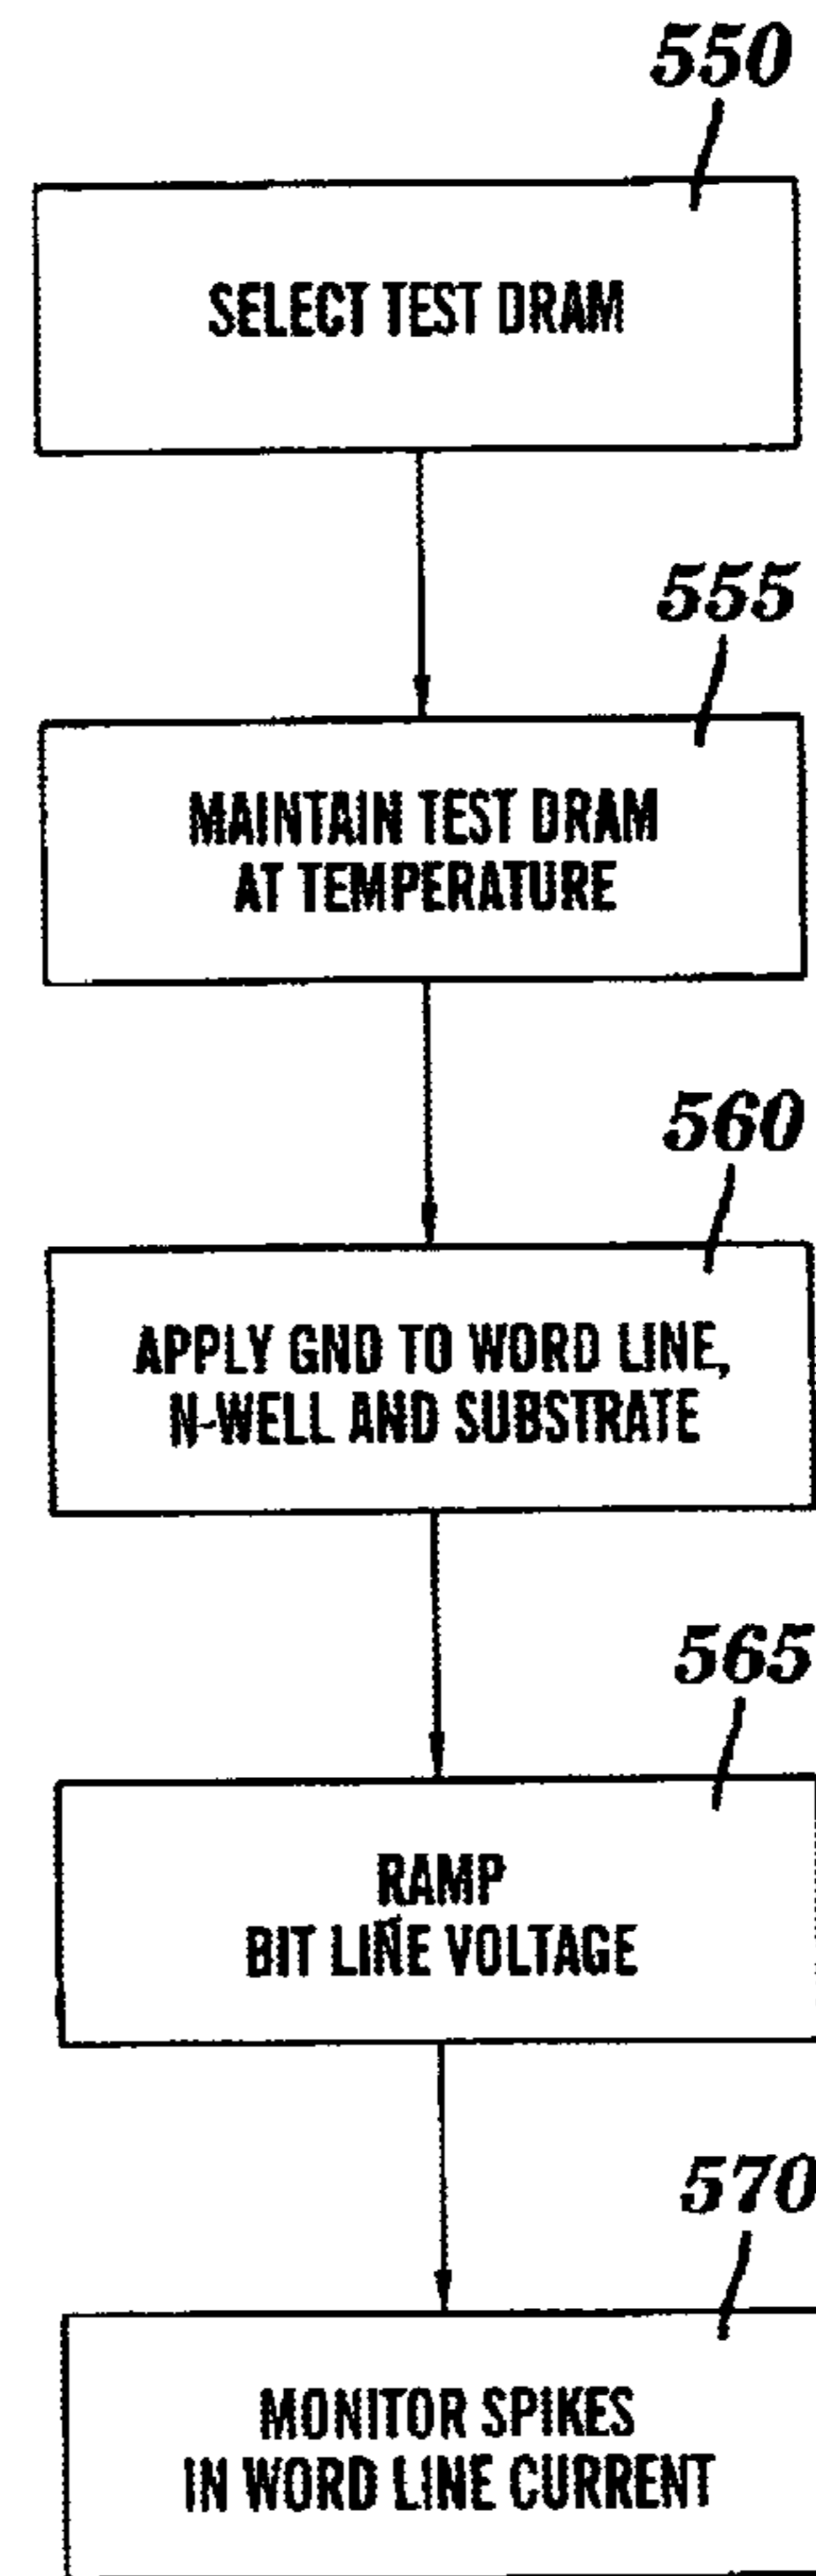 550
SELECT TEST DRAM
555
MAINTAIN TEST DRAM
AT TEMPERATURE
560
APPLY GND TO WORD LINE,
N-WELL AND SUBSTRATE
565
RAMP
BIT LINE VOLTAGE
570
MONITOR SPIKES
IN WORD LINE CURRENT